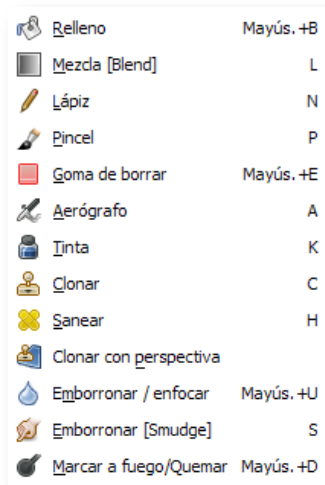 Relleno Mayús.+B
Mezcla [Blend] L
Lápiz N
Pincel P
Goma de borrar Mayús.+E
Aerógrafo A
Tinta K
Clonar C
Sanear H
Clonar con perspectiva
Emborronar / enfocar Mayús.+U
Emborronar [Smudge] S
Marcar a fuego/Quemar Mayús.+D